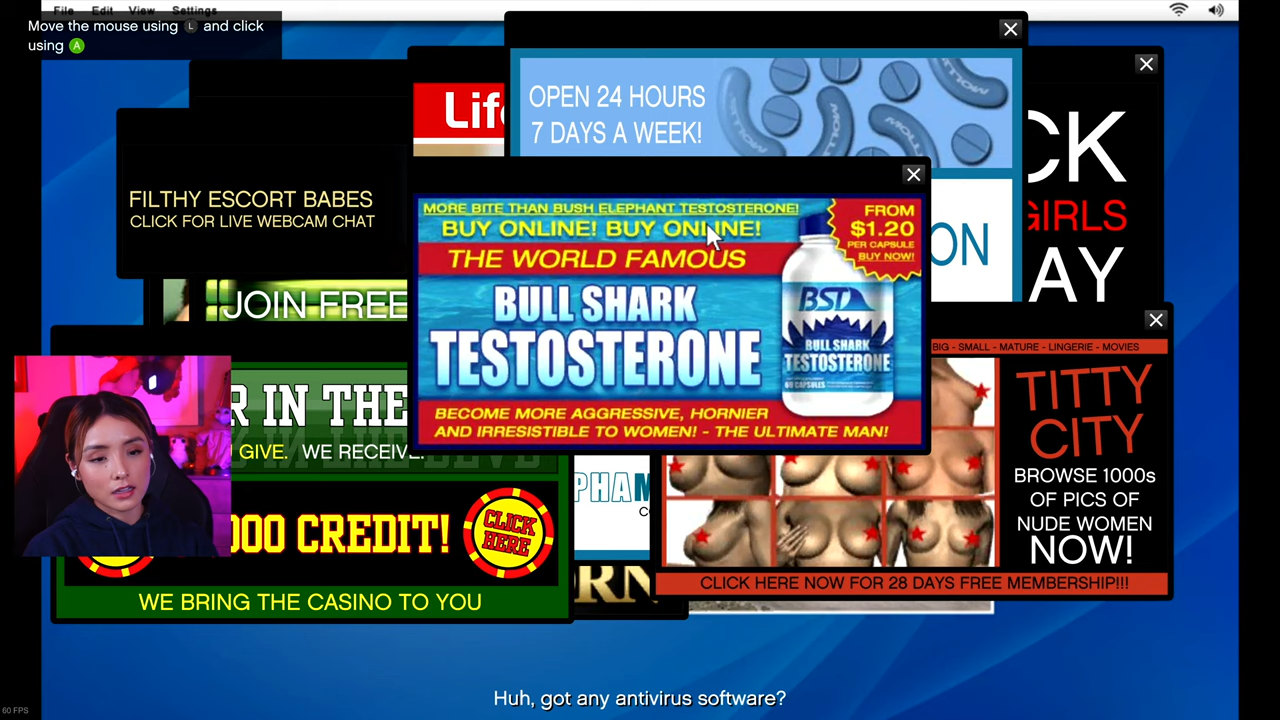 File Edit View Settings
Move the mouse using L and click
using A
OPEN 24 HOURS
7 DAYS A WEEK!
Life
CK
GIRLS
AY
ON
FILTHY ESCORT BABES
CLICK FOR LIVE WEBCAM CHAT
JOIN FREE
MORE BITE THAN BUSH ELEPHANT TESTOSTERONE!
BUY ONLINE! BUY ONLINE!
THE WORLD FAMOUS
BULL SHARK
TESTOSTERONE
BECOME MORE AGGRESSIVE, HORNIER
AND IRRESISTIBLE TO WOMEN! - THE ULTIMATE MAN!
FROM
$1.20
PER CAPSULE
BUY NOW!
BST
BULL SHARK
TESTOSTERONE
60 CAPSULES
BIG - SMALL - MATURE - LINGERIE - MOVIES
TITTY
CITY
BROWSE 1000s
OF PICS OF
NUDE WOMEN
NOW!
CLICK HERE NOW FOR 28 DAYS FREE MEMBERSHIP!!!
R IN THE
GIVE. WE RECEIVE.
000 CREDIT!
CLICK
HERE
WE BRING THE CASINO TO YOU
PHAM
CO
RN
Huh, got any antivirus software?
60 FPS